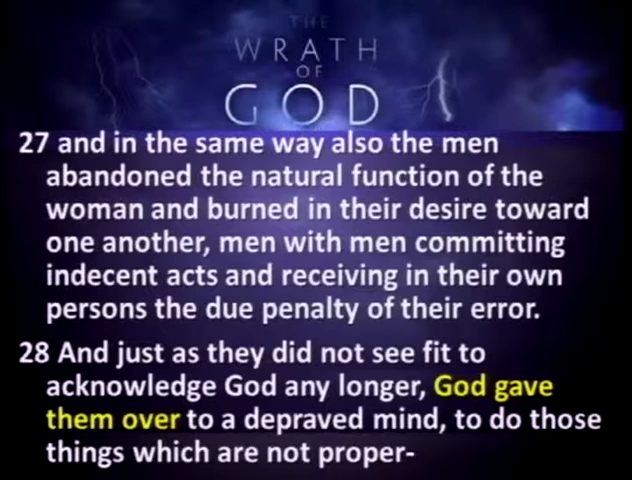 THE
WRATH
OF
GOD
27 and in the same way also the men
abandoned the natural function of the
woman and burned in their desire toward
one another, men with men committing
indecent acts and receiving in their own
persons the due penalty of their error.
28 And just as they did not see fit to
acknowledge God any longer, God gave
them over to a depraved mind, to do those
things which are not proper-